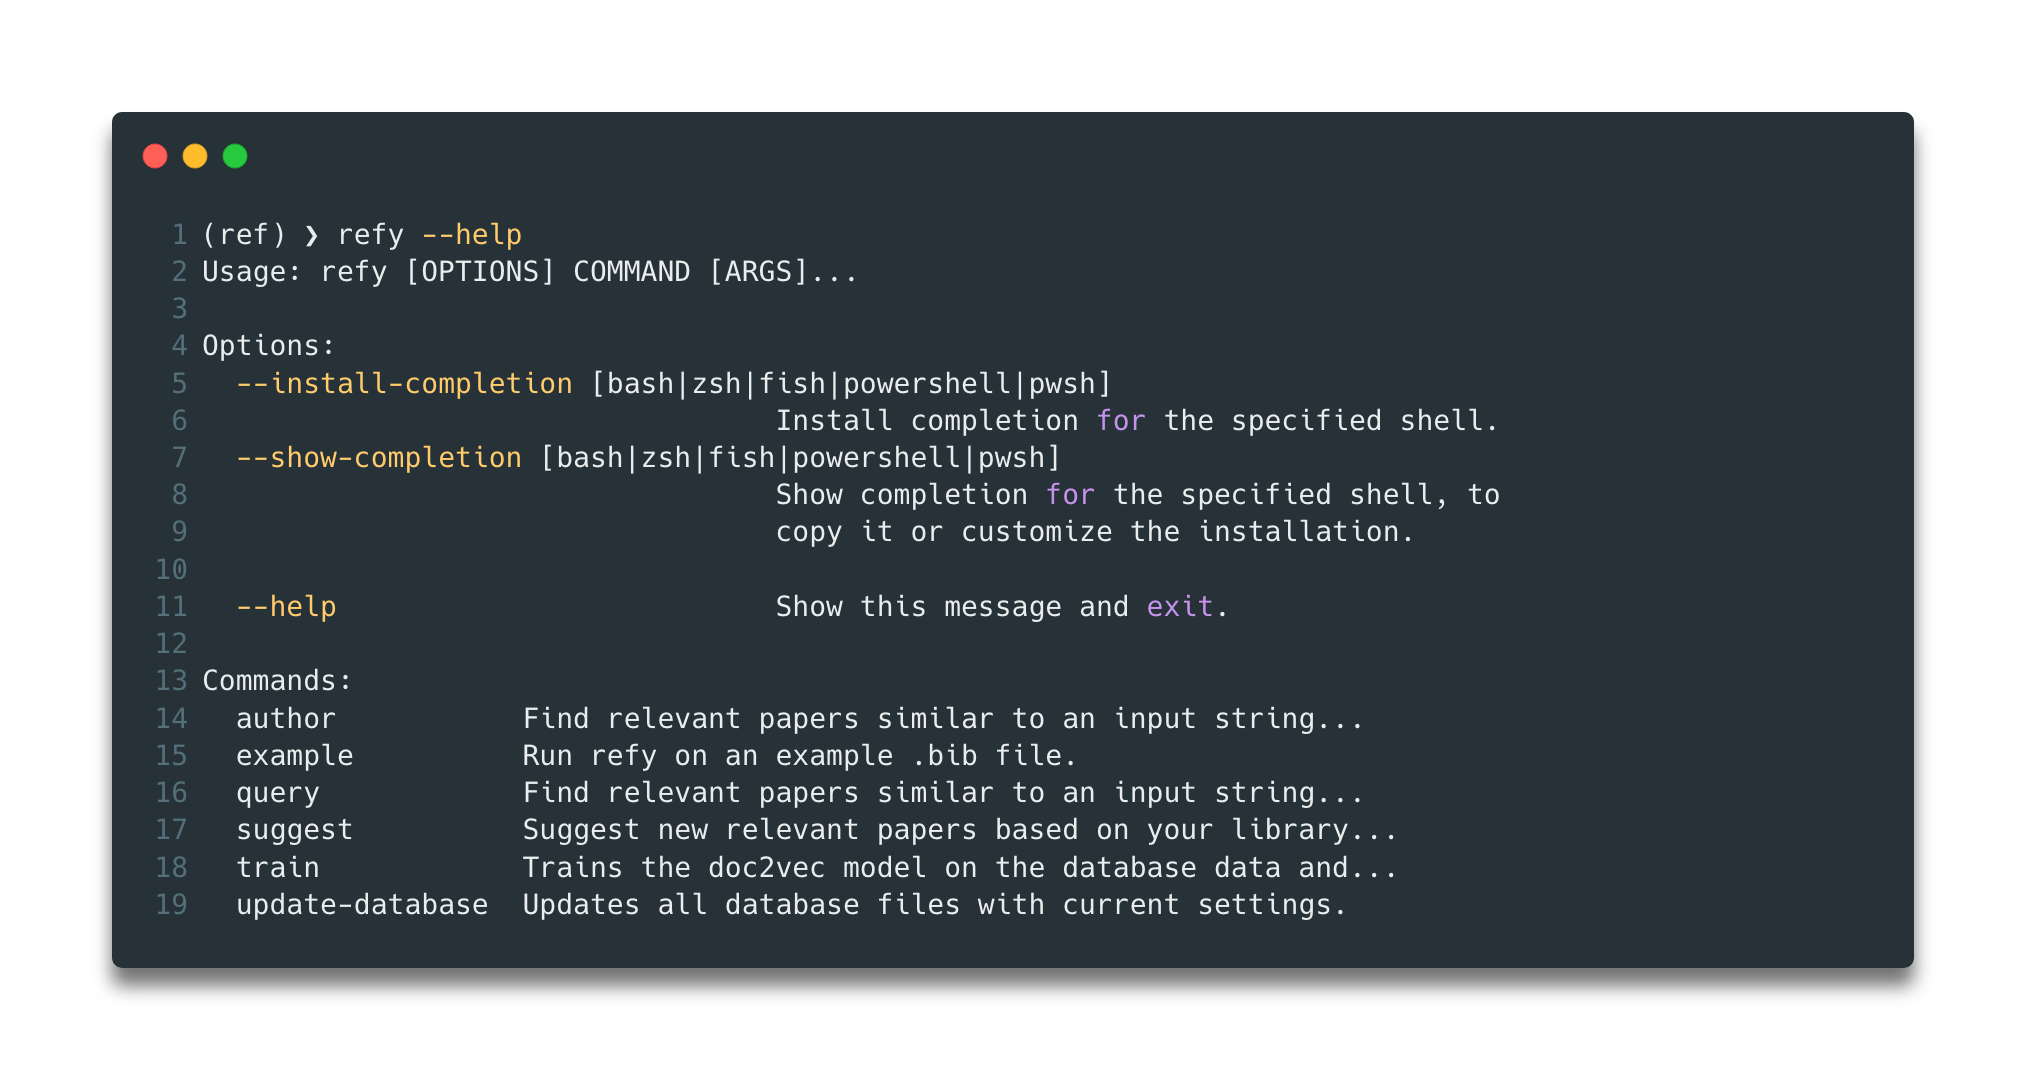 1 (ref) ❯ refy --help
2 Usage: refy [OPTIONS] COMMAND [ARGS]...
3
4 Options:
5   --install-completion [bash|zsh|fish|powershell|pwsh]
6                                   Install completion for the specified shell.
7   --show-completion [bash|zsh|fish|powershell|pwsh]
8                                   Show completion for the specified shell, to
9                                   copy it or customize the installation.
10
11   --help                          Show this message and exit.
12
13 Commands:
14   author           Find relevant papers similar to an input string...
15   example          Run refy on an example .bib file.
16   query            Find relevant papers similar to an input string...
17   suggest          Suggest new relevant papers based on your library...
18   train            Trains the doc2vec model on the database data and...
19   update-database  Updates all database files with current settings.